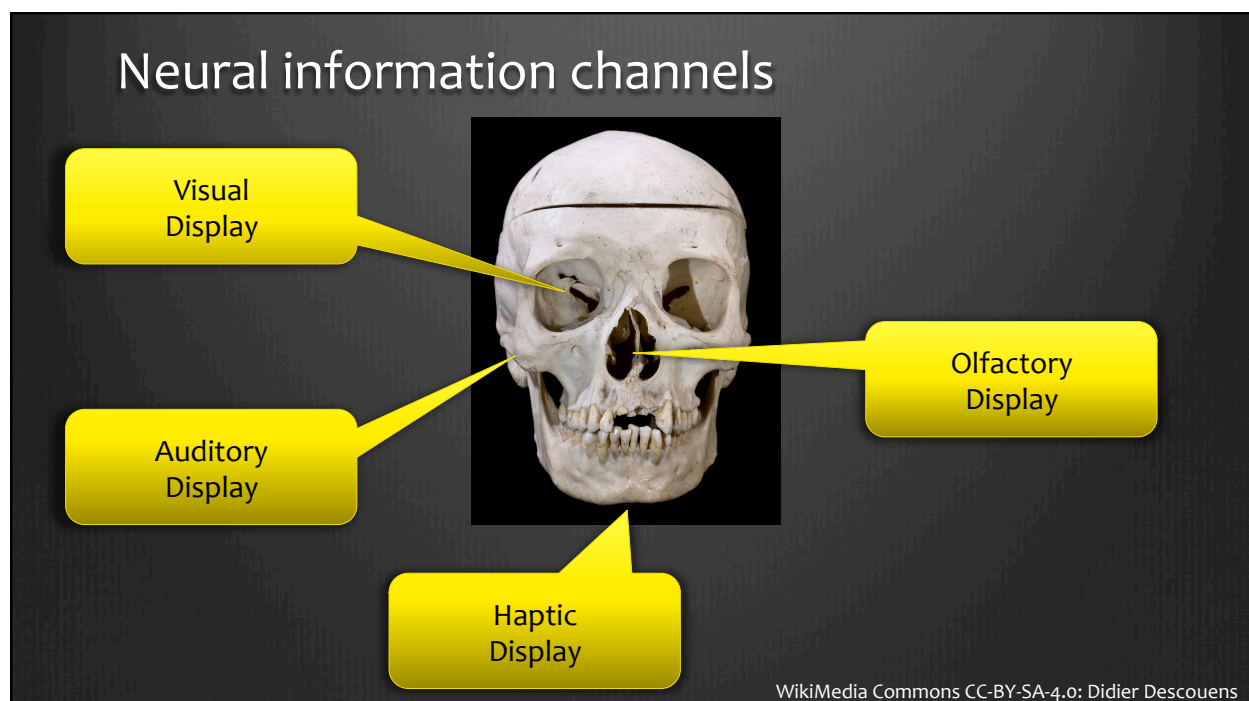 Neural information channels
Visual
Display
Olfactory
Display
Auditory
Display
Haptic
Display
WikiMedia Commons CC-BY-SA-4.0: Didier Descouens